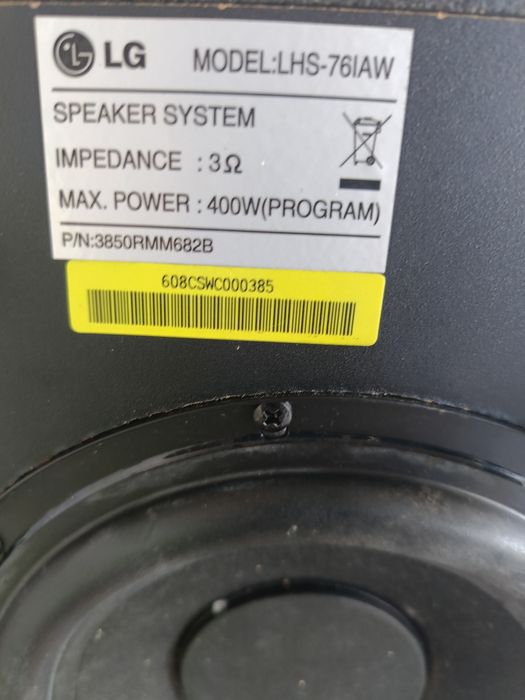 LG MODEL:LHS-76IAW
SPEAKER SYSTEM
IMPEDANCE : 3Ω
MAX. POWER : 400W(PROGRAM)
P/N:3850RMM682B
608CSWC000385